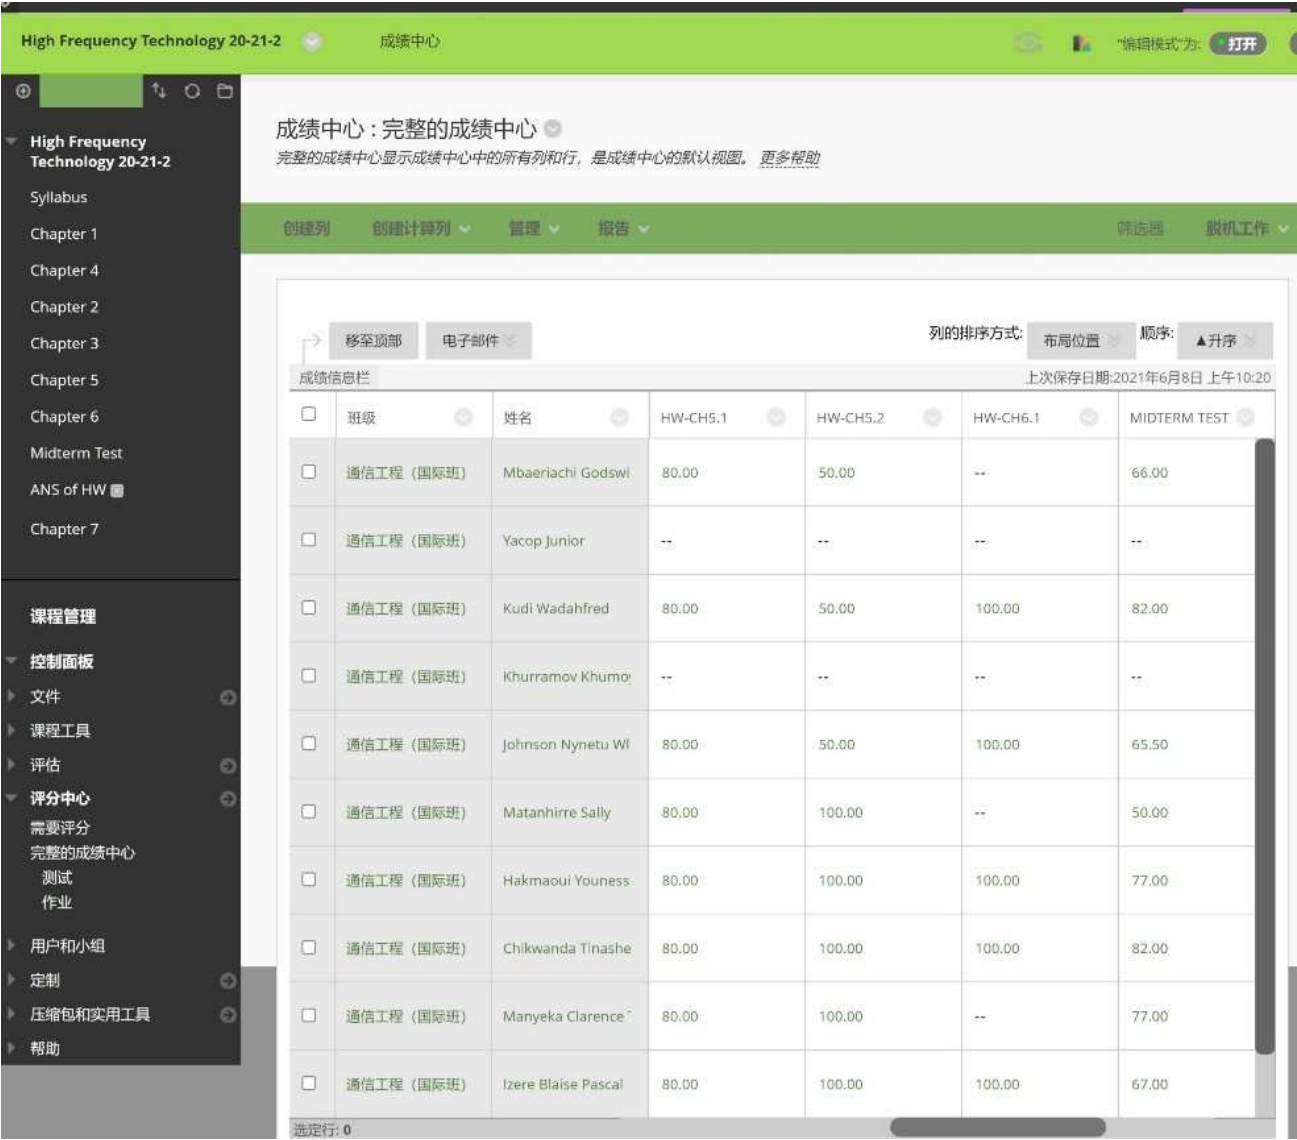 High Frequency Technology 20-21-2
成绩中心
"编辑模式"为: 打开
High Frequency
Technology 20-21-2
Syllabus
Chapter 1
Chapter 4
Chapter 2
Chapter 3
Chapter 5
Chapter 6
Midterm Test
ANS of HW
Chapter 7
课程管理
控制面板
文件
课程工具
评估
评分中心
需要评分
完整的成绩中心
测试
作业
用户和小组
定制
压缩包和实用工具
帮助
成绩中心 : 完整的成绩中心
完整的成绩中心显示成绩中心中的所有列和行，是成绩中心的默认视图。 更多帮助
创建列 创建计算列 管理 报告 筛选器 脱机工作
移至顶部 电子邮件 列的排序方式: 布局位置 顺序: ▲升序
成绩信息栏 上次保存日期:2021年6月8日 上午10:20
班级 姓名 HW-CH5.1 HW-CH5.2 HW-CH6.1 MIDTERM TEST
通信工程（国际班） Mbaeriachi Godswi 80.00 50.00 -- 66.00
通信工程（国际班） Yacop Junior -- -- -- --
通信工程（国际班） Kudi Wadahfred 80.00 50.00 100.00 82.00
通信工程（国际班） Khurramov Khumo -- -- -- --
通信工程（国际班） Johnson Nynetu 80.00 50.00 100.00 65.50
通信工程（国际班） Matanhirre Sally 80.00 100.00 -- 50.00
通信工程（国际班） Hakmaoui Youness 80.00 100.00 100.00 77.00
通信工程（国际班） Chikwanda Tinashe 80.00 100.00 100.00 82.00
通信工程（国际班） Manyeka Clarence 80.00 100.00 -- 77.00
通信工程（国际班） Izere Blaise Pascal 80.00 100.00 100.00 67.00
选定行: 0